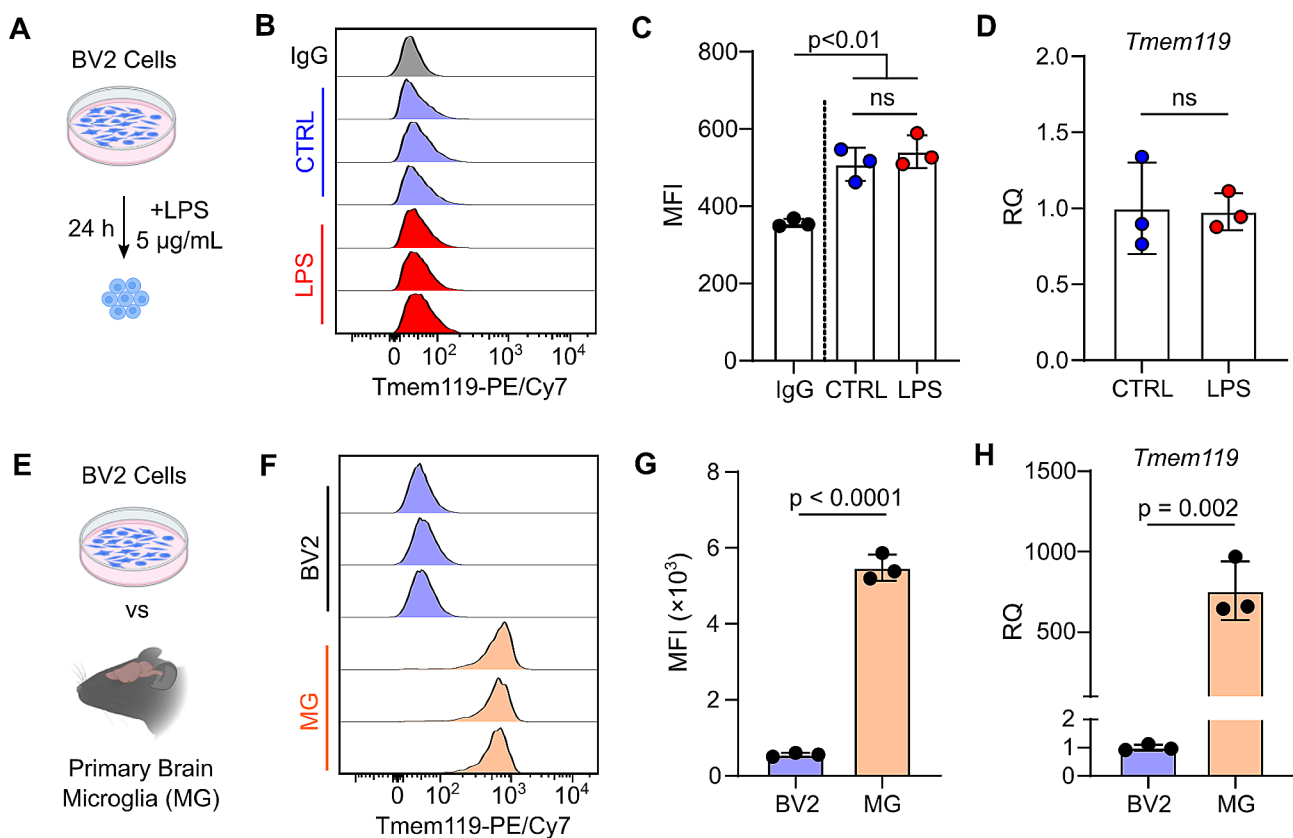 A
BV2 Cells
24 h
+LPS
5 µg/mL
B
IgG
CTRL
LPS
0 10² 10³ 10⁴
Tmem119-PE/Cy7
C
800
600
400
200
0
MFI
p<0.01
ns
IgG CTRL LPS
D
Tmem119
2.0
1.5
1.0
0.5
0.0
RQ
ns
CTRL LPS
E
BV2 Cells
vs
Primary Brain
Microglia (MG)
F
BV2
MG
0 10² 10³ 10⁴
Tmem119-PE/Cy7
G
8
6
4
2
0
MFI (×10³)
p < 0.0001
BV2 MG
H
Tmem119
1500
1000
500
2
1
0
RQ
p = 0.002
BV2 MG